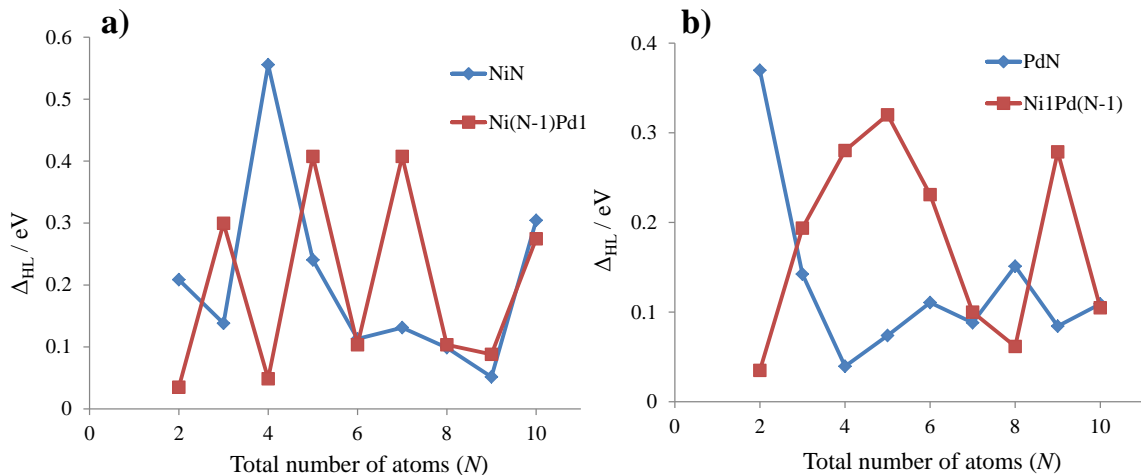 a)
0.6
0.5
0.4
0.3
0.2
0.1
0
0
2
4
6
8
10
ΔHL / eV
Total number of atoms (N)
NiN
Ni(N-1)Pd1
b)
0.4
0.3
0.2
0.1
0
0
2
4
6
8
10
ΔHL / eV
Total number of atoms (N)
PdN
Ni1Pd(N-1)